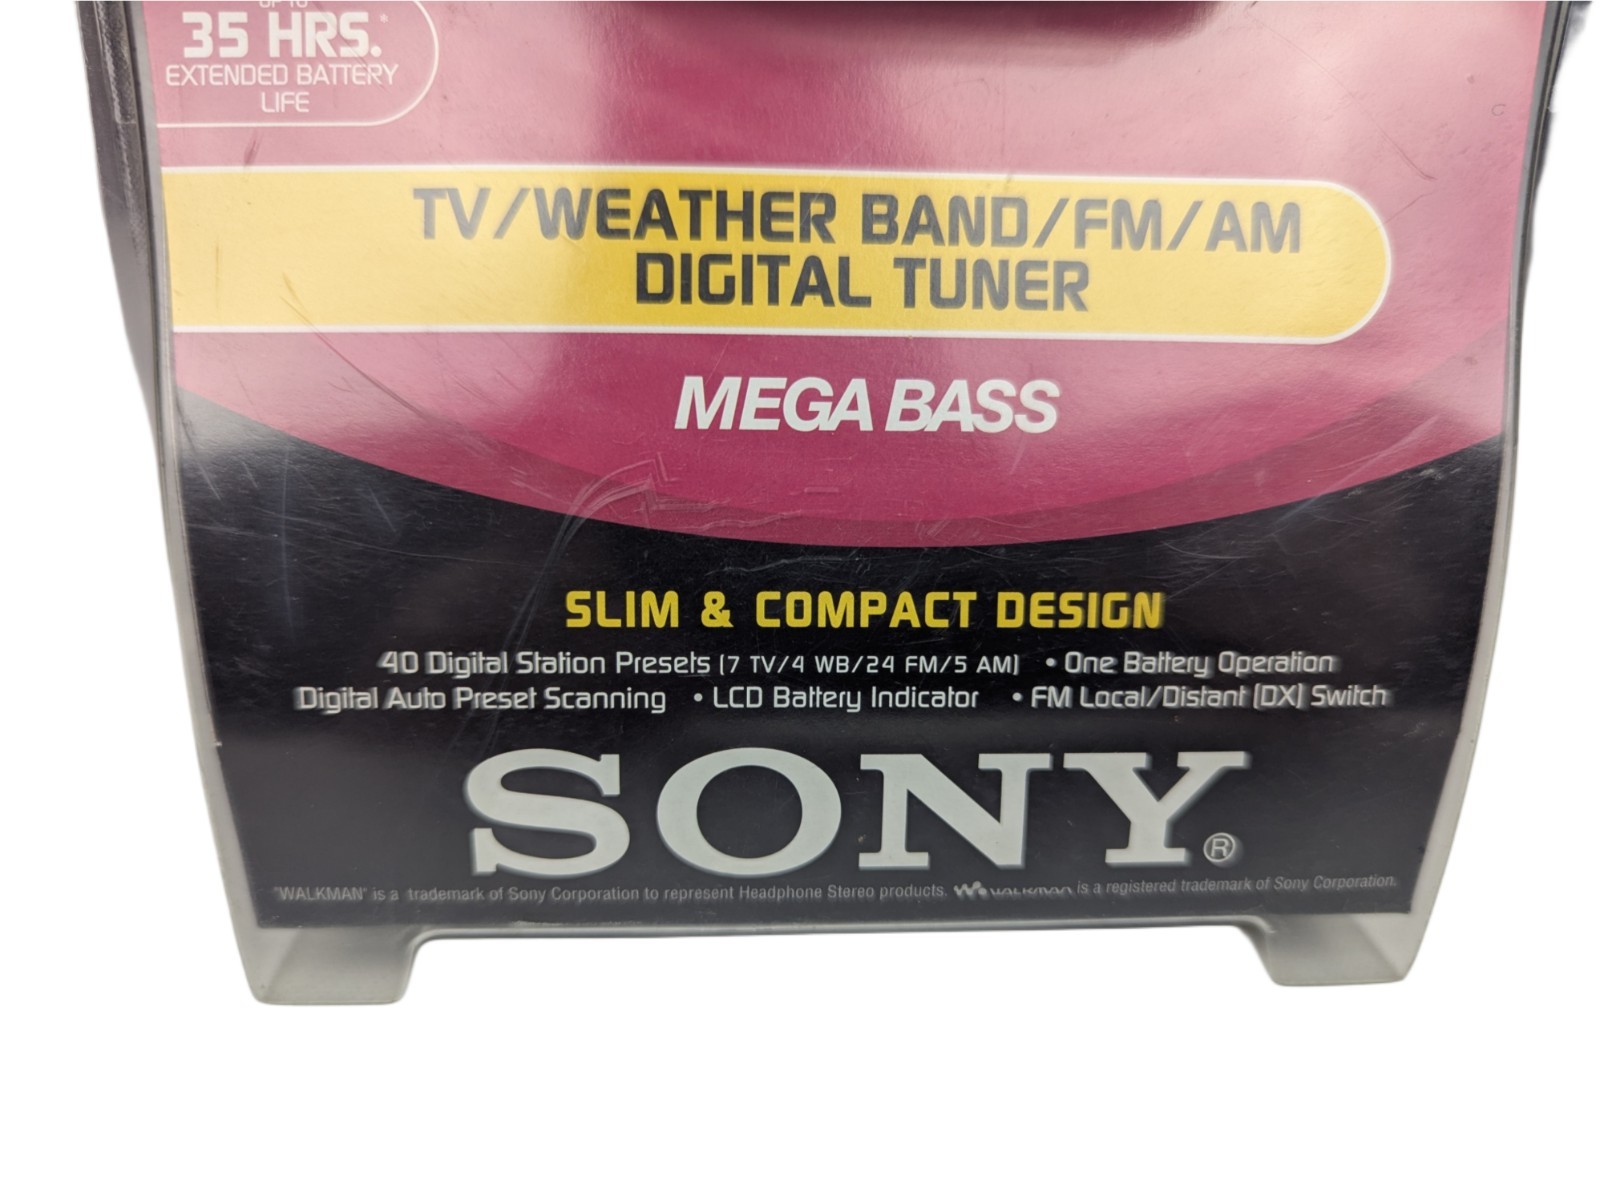 UP TO
35 HRS.*
EXTENDED BATTERY
LIFE
TV/WEATHER BAND/FM/AM
DIGITAL TUNER
MEGA BASS
SLIM & COMPACT DESIGN
40 Digital Station Presets (7 TV/4 WB/24 FM/5 AM) • One Battery Operation
Digital Auto Preset Scanning • LCD Battery Indicator • FM Local/Distant (DX) Switch
SONY®
"WALKMAN" is a trademark of Sony Corporation to represent Headphone Stereo products. WALKMAN is a registered trademark of Sony Corporation.